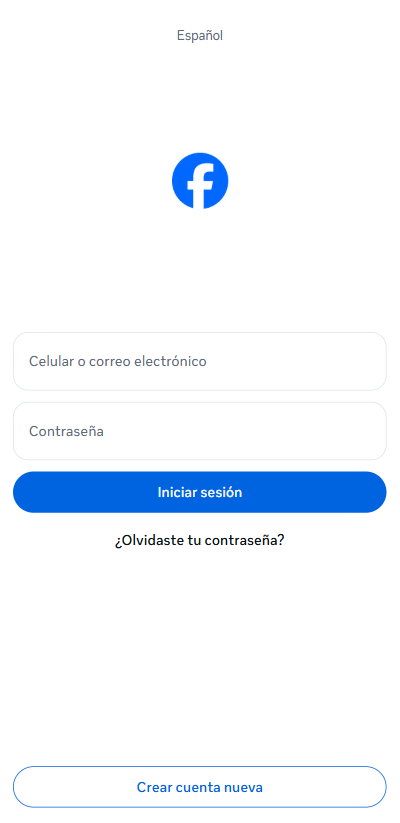 Español
Celular o correo electrónico
Contraseña
Iniciar sesión
¿Olvidaste tu contraseña?
Crear cuenta nueva